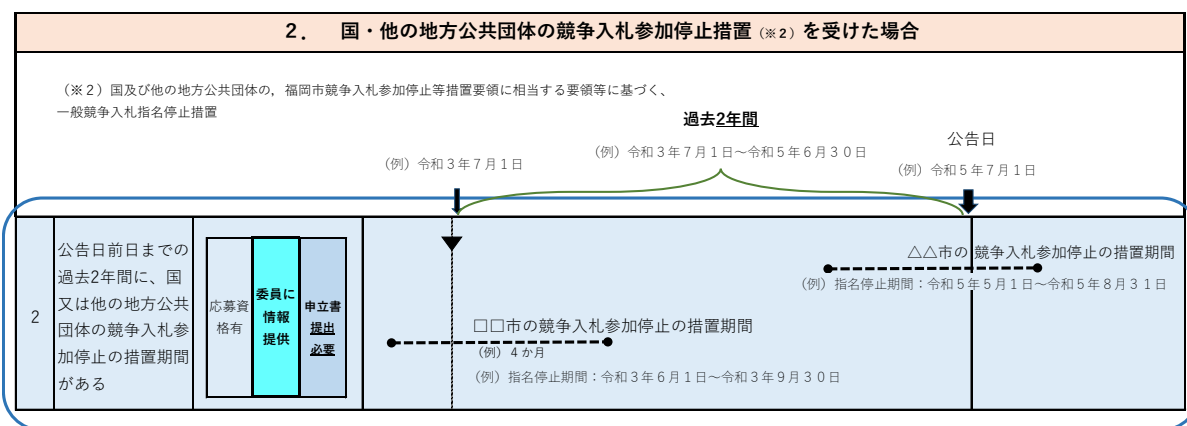 ２． 国・他の地方公共団体の競争入札参加停止措置（※２）を受けた場合
（※２）国及び他の地方公共団体の，福岡市競争入札参加停止等措置要領に相当する要領等に基づく、
一般競争入札指名停止措置
過去2年間
（例）令和３年７月１日～令和５年６月３０日
公告日
（例）令和３年７月１日
（例）令和５年７月１日
2
公告日前日までの
過去2年間に、国
又は他の地方公共
団体の競争入札参
加停止の措置期間
がある
応募資
格有
委員に
情報
提供
申立書
提出
必要
△△市の 競争入札参加停止の措置期間
（例）指名停止期間：令和５年５月１日～令和５年８月３１日
□□市の競争入札参加停止の措置期間
（例）４か月
（例）指名停止期間：令和３年６月１日～令和３年９月３０日